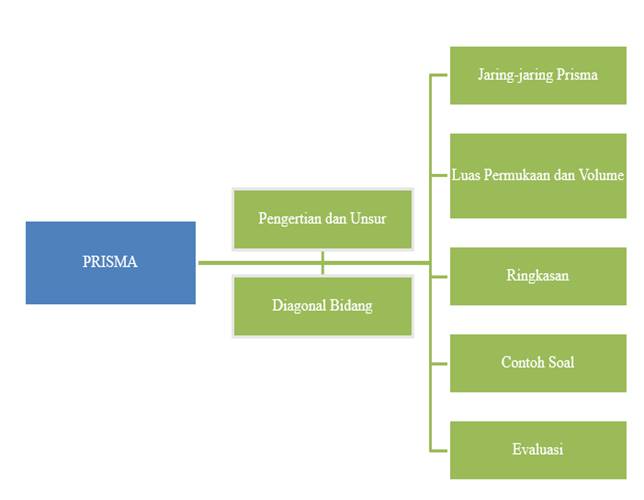 PRISMA
Pengertian dan Unsur
Diagonal Bidang
Jaring-jaring Prisma
Luas Permukaan dan Volume
Ringkasan
Contoh Soal
Evaluasi